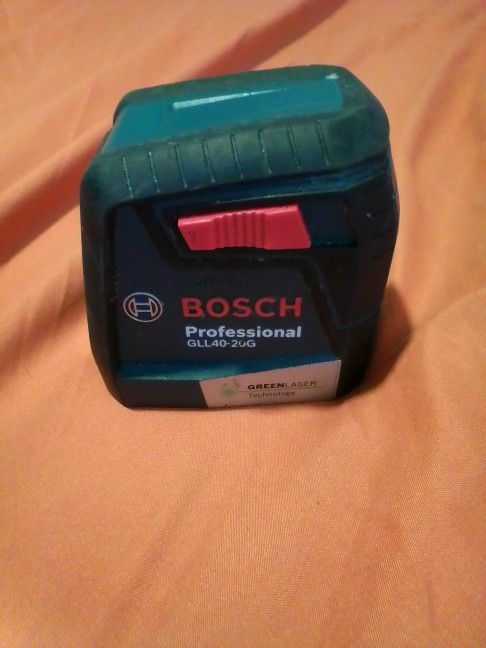 BOSCH
Professional
GLL40-20G
GREENLASER
Technology